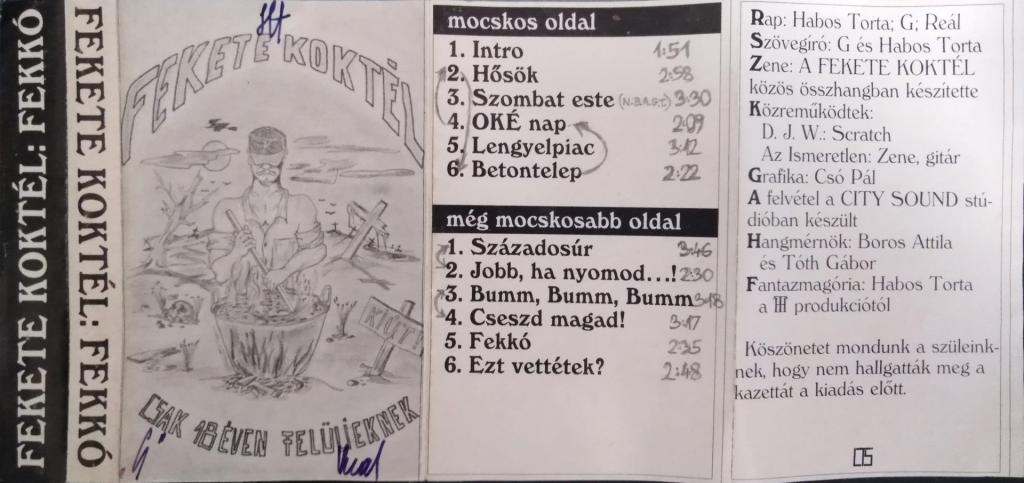 FEKETE KOKTÉL: FEKKÓ
FEKETE KOKTÉL: FEKKÓ
Ht
FEKETE KOKTÉL
KIÚT
CSAK 18 ÉVEN FELÜLIEKNEK
G
mocskos oldal
1. Intro 1:51
2. Hősök 2:58
3. Szombat este (N.B.A.G.T.) 3:30
4. OKÉ nap 2:09
5. Lengyelpiac 3:12
6. Betontelep 2:22
még mocskosabb oldal
1. Századosúr 3:46
2. Jobb, ha nyomod...! 2:30
3. Bumm, Bumm, Bumm 3:18
4. Cseszd magad! 3:17
5. Fekkó 2:35
6. Ezt vettétek? 2:48
Rap: Habos Torta; G; Reál
Szövegíró: G és Habos Torta
Zene: A FEKETE KOKTÉL
közös összhangban készítette
Közreműködtek:
D. J. W.: Scratch
Az Ismeretlen: Zene, gitár
Grafika: Csó Pál
A felvétel a CITY SOUND stú-
dióban készült
Hangmérnök: Boros Attila
és Tóth Gábor
Fantazmagória: Habos Torta
a produkciótól
Köszönetet mondunk a szüleink-
nek, hogy nem hallgatták meg a
kazettát a kiadás előtt.